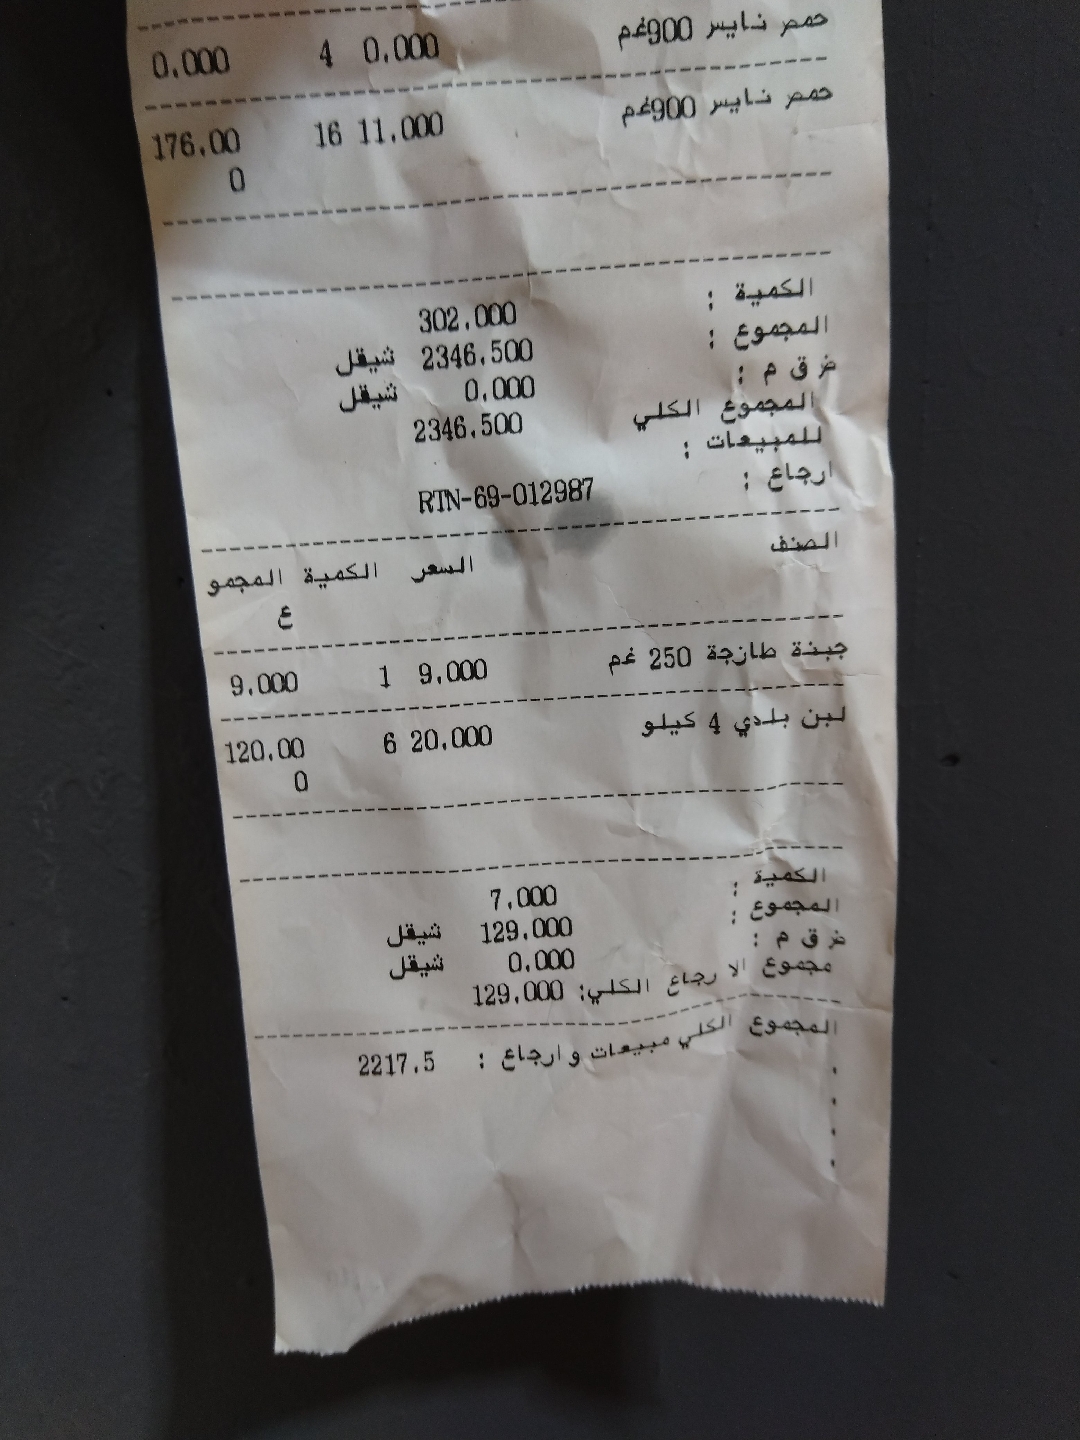 حمص نايس 900غم 0.000 4 0.000
حمص نايس 900غم 11.000 16 176.00
0
الكمية : 302.000
المجموع : 2346.500 شيقل
ض ق م : 0.000 شيقل
المجموع الكلي 2346.500
للمبيعات :
ارجاع : RTN-69-012987
الصنف السعر الكمية المجمو
ع
جبنة طازجة 250 غم 9.000 1 9.000
لبن بلدي 4 كيلو 20.000 6 120.00
0
الكمية : 7.000
المجموع : 129.000 شيقل
ض ق م : 0.000 شيقل
مجموع الا رجاع الكلي: 129.000
المجموع الكلي مبيعات و ارجاع : 2217.5
.
.
.
.